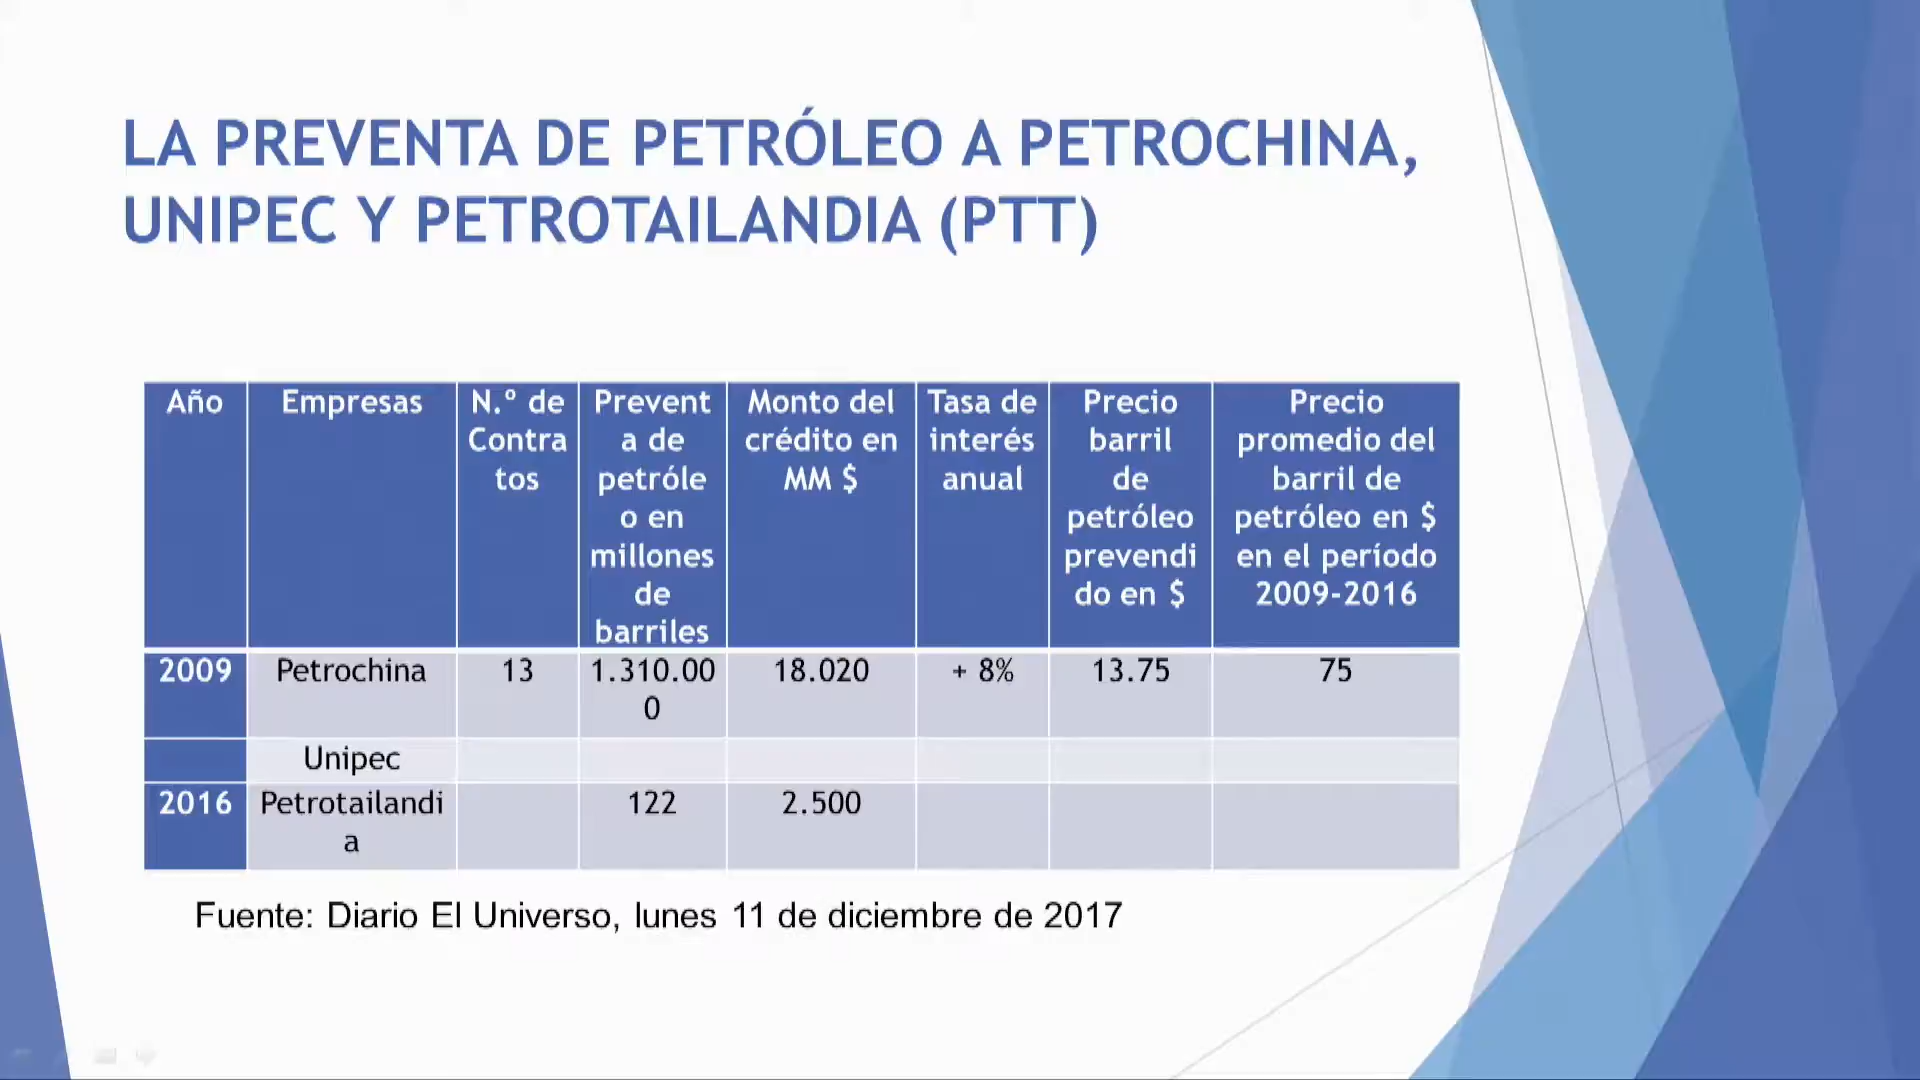 LA PREVENTA DE PETRÓLEO A PETROCHINA,
UNIPEC Y PETROTAILANDIA (PTT)
Año
Empresas
N.º de
Contra
tos
Prevent
a de
petróle
o en
millones
de
barriles
Monto del
crédito en
MM $
Tasa de
interés
anual
Precio
barril
de
petróleo
prevendi
do en $
Precio
promedio del
barril de
petróleo en $
en el período
2009-2016
2009
Petrochina
13
1.310.00
0
18.020
+ 8%
13.75
75
Unipec
2016
Petrotailandi
a
122
2.500
Fuente: Diario El Universo, lunes 11 de diciembre de 2017